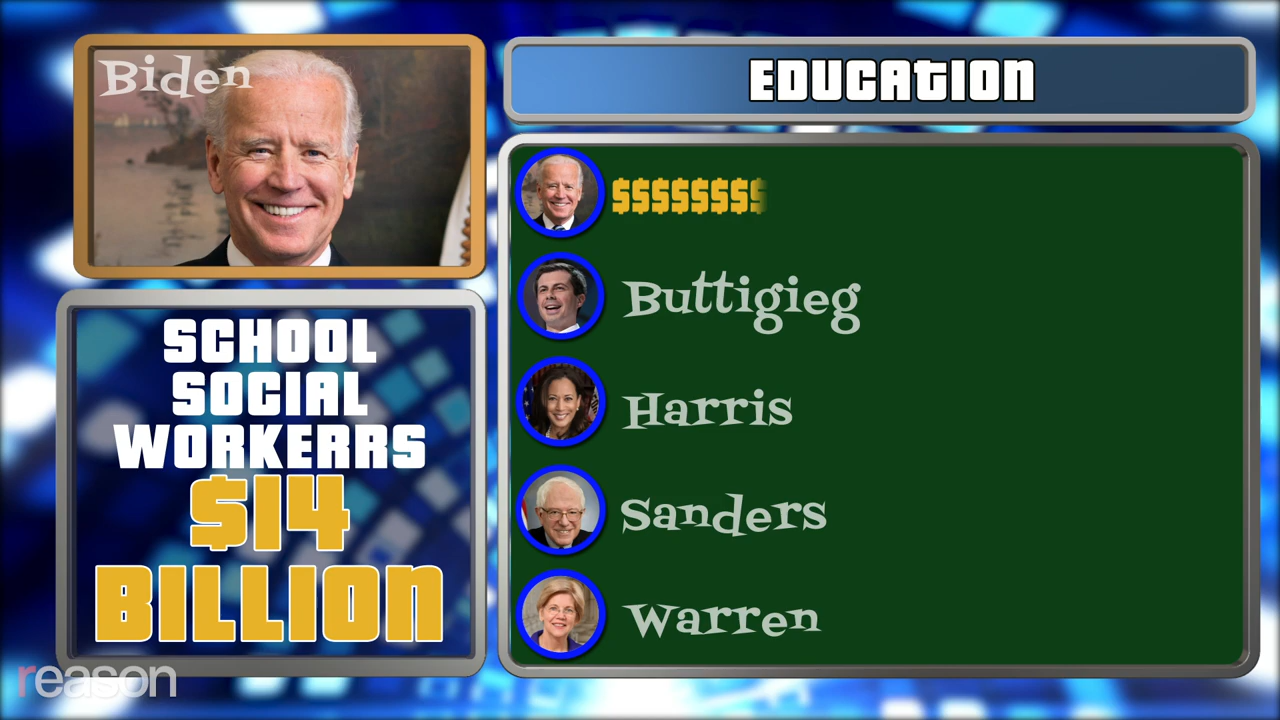 Biden
EDUCATION
SCHOOL
SOCIAL
WORKERRS
$14
BILLION
$$$$$$$$
Buttigieg
Harris
Sanders
Warren
reason